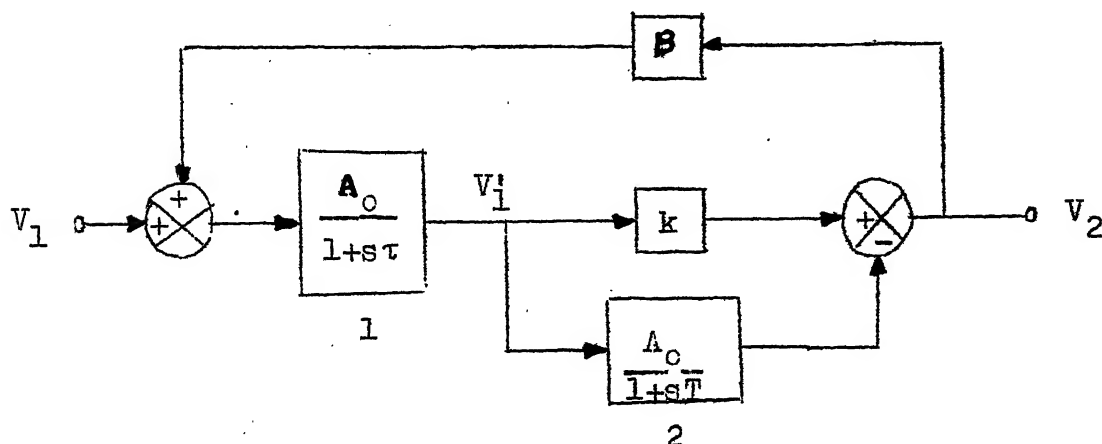 β
+
V₁
+
A₀
1+sτ
1
V₁'
k
+
-
V₂
A₀
1+sT
2